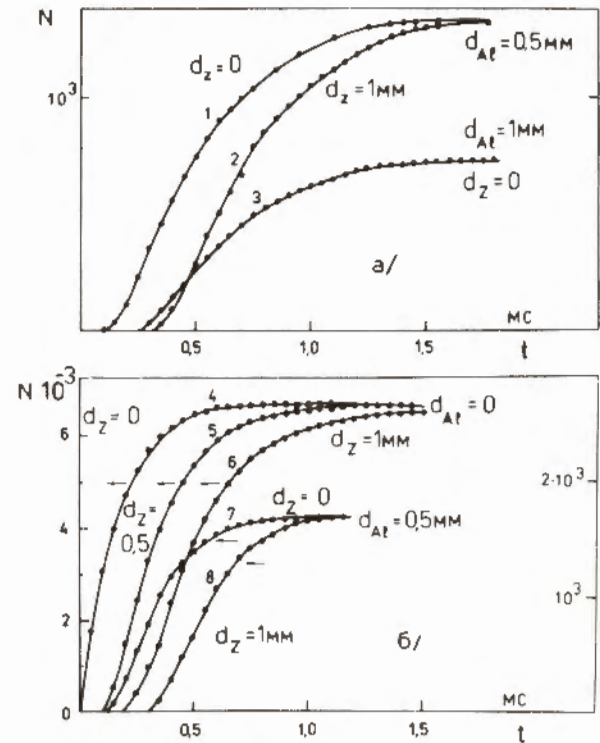 N
10³
d_z = 0
1
2
3
d_z = 1мм
d_Aℓ = 0,5мм
d_Aℓ = 1мм
d_z = 0
а/
0,5
1,0
1,5
мс
t
N
10⁻³
6
4
2
0
d_z = 0
4
5
6
7
8
d_z = 0,5
d_Aℓ = 0
d_z = 1мм
d_z = 0
d_Aℓ = 0,5мм
d_z = 1мм
б/
2·10³
10³
0,5
1,0
1,5
мс
t